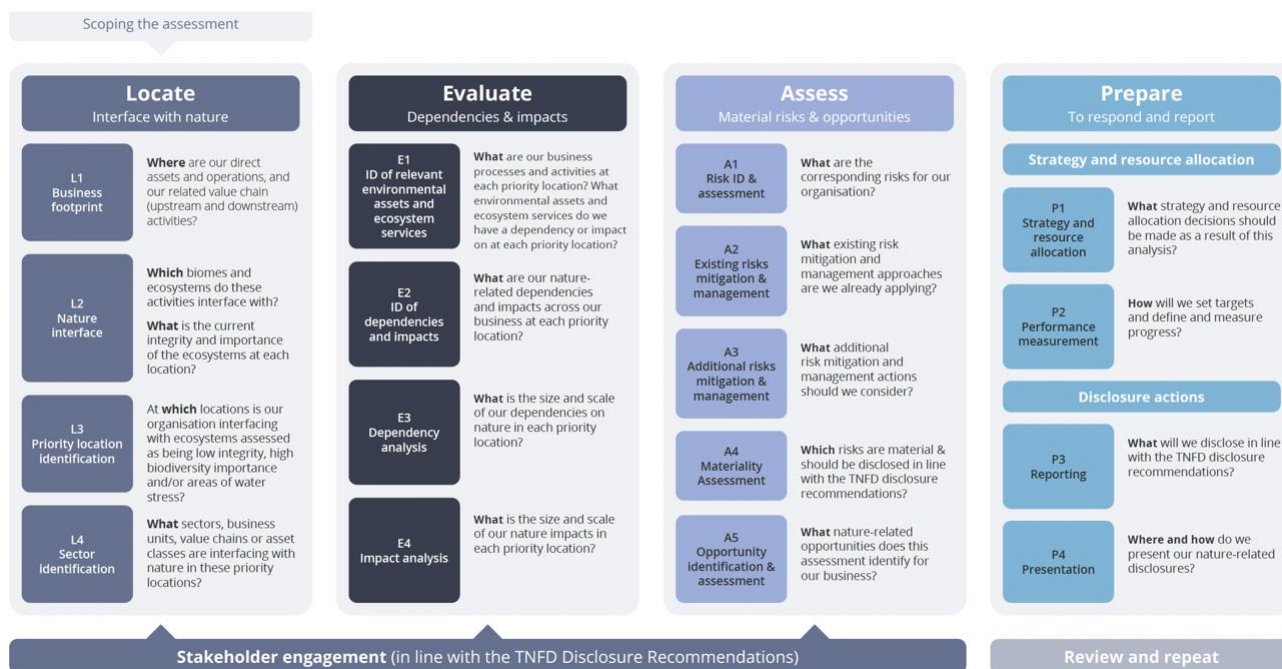 Scoping the assessment
Locate
Interface with nature
L1
Business
footprint
Where are our direct
assets and operations, and
our related value chain
(upstream and downstream)
activities?
L2
Nature
interface
Which biomes and
ecosystems do these
activities interface with?
What is the current
integrity and importance
of the ecosystems at each
location?
L3
Priority location
identification
At which locations is our
organisation interfacing
with ecosystems assessed
as being low integrity, high
biodiversity importance
and/or areas of water
stress?
L4
Sector
identification
What sectors, business
units, value chains or asset
classes are interfacing with
nature in these priority
locations?
Evaluate
Dependencies & impacts
E1
ID of relevant
environmental
assets and
ecosystem
services
What are our business
processes and activities at
each priority location? What
environmental assets and
ecosystem services do we
have a dependency or impact
on at each priority location?
E2
ID of
dependencies
and impacts
What are our nature-
related dependencies
and impacts across our
business at each priority
location?
E3
Dependency
analysis
What is the size and scale
of our dependencies on
nature in each priority
location?
E4
Impact analysis
What is the size and scale
of our nature impacts in
each priority location?
Assess
Material risks & opportunities
A1
Risk ID &
assessment
What are the
corresponding risks for our
organisation?
A2
Existing risks
mitigation &
management
What existing risk
mitigation and
management approaches
are we already applying?
A3
Additional risks
mitigation &
management
What additional
risk mitigation and
management actions
should we consider?
A4
Materiality
Assessment
Which risks are material &
should be disclosed in line
with the TNFD disclosure
recommendations?
A5
Opportunity
identification &
assessment
What nature-related
opportunities does this
assessment identify for
our business?
Prepare
To respond and report
Strategy and resource allocation
P1
Strategy and
resource
allocation
What strategy and resource
allocation decisions should
be made as a result of this
analysis?
P2
Performance
measurement
How will we set targets
and define and measure
progress?
Disclosure actions
P3
Reporting
What will we disclose in line
with the TNFD disclosure
recommendations?
P4
Presentation
Where and how do we
present our nature-related
disclosures?
Stakeholder engagement (in line with the TNFD Disclosure Recommendations)
Review and repeat